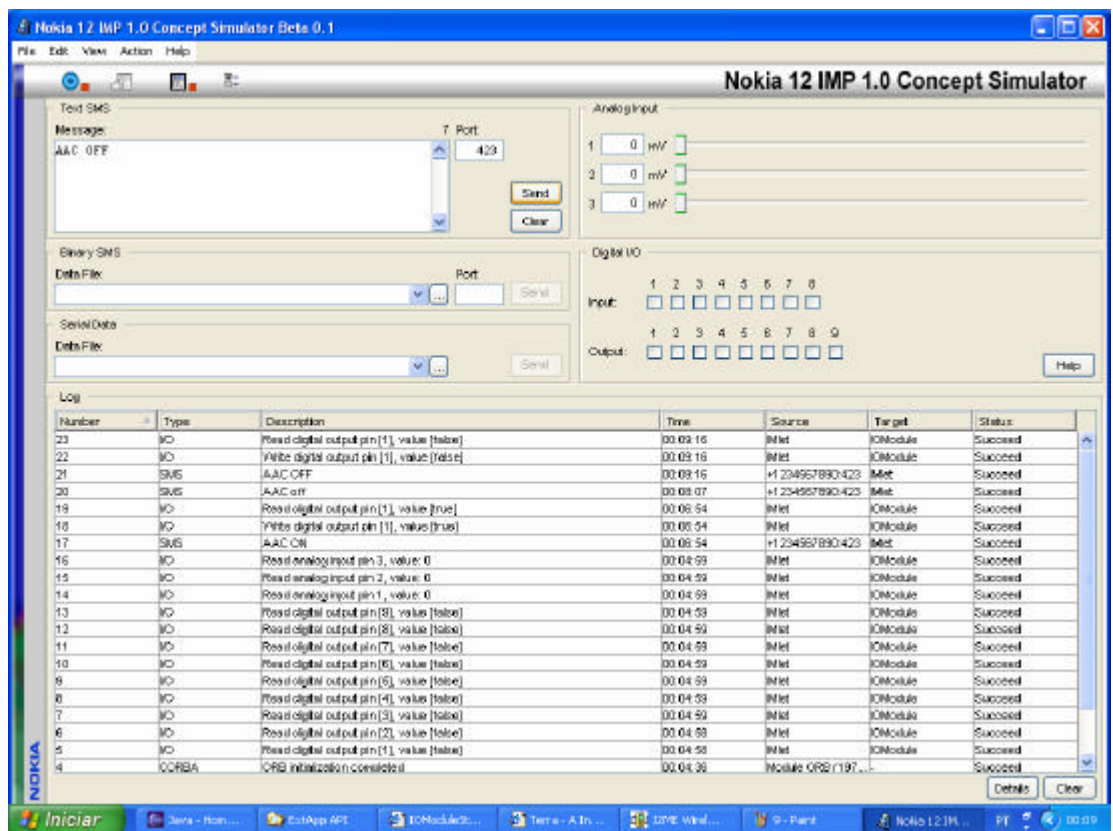 Nokia 12 IMP 1.0 Concept Simulator Beta 0.1
File Edit View Action Help
Nokia 12 IMP 1.0 Concept Simulator
Text SMS
Message: 7 Port
AAC OFF
423
Send
Clear
Analog Input
1 0 mV
2 0 mV
3 0 mV
Binary SMS
Data File: Port
... Send
Serial Data
Data File:
... Send
Digital I/O
1 2 3 4 5 6 7 8
Input:
1 2 3 4 5 6 7 8 9
Output:
Help
Log
Number Type Description Time Source Target Status
23 I/O Read digital output pin [1], value [false] 00:09:16 IMlet IOModule Succeed
22 I/O Write digital output pin [1], value [false] 00:09:16 IMlet IOModule Succeed
21 SMS AAC OFF 00:09:16 +1234567890:423 IMlet Succeed
20 SMS AAC off 00:08:07 +1234567890:423 IMlet Succeed
19 I/O Read digital output pin [1], value [true] 00:06:54 IMlet IOModule Succeed
18 I/O Write digital output pin [1], value [true] 00:06:54 IMlet IOModule Succeed
17 SMS AAC ON 00:06:54 +1234567890:423 IMlet Succeed
16 I/O Read analog input pin 3, value: 0 00:04:59 IMlet IOModule Succeed
15 I/O Read analog input pin 2, value: 0 00:04:59 IMlet IOModule Succeed
14 I/O Read analog input pin 1, value: 0 00:04:59 IMlet IOModule Succeed
13 I/O Read digital output pin [9], value [false] 00:04:59 IMlet IOModule Succeed
12 I/O Read digital output pin [8], value [false] 00:04:59 IMlet IOModule Succeed
11 I/O Read digital output pin [7], value [false] 00:04:59 IMlet IOModule Succeed
10 I/O Read digital output pin [6], value [false] 00:04:59 IMlet IOModule Succeed
9 I/O Read digital output pin [5], value [false] 00:04:59 IMlet IOModule Succeed
8 I/O Read digital output pin [4], value [false] 00:04:59 IMlet IOModule Succeed
7 I/O Read digital output pin [3], value [false] 00:04:59 IMlet IOModule Succeed
6 I/O Read digital output pin [2], value [false] 00:04:58 IMlet IOModule Succeed
5 I/O Read digital output pin [1], value [false] 00:04:58 IMlet IOModule Succeed
4 CORBA ORB initialization completed 00:04:36 Module ORB (197... - Succeed
Details Clear
NOKIA
Iniciar Java - Hom... ExtApp API IOModuleSc... Terra - A In... J2ME Wirel... 9 - Paint Nokia 12 IM... PT 00:09